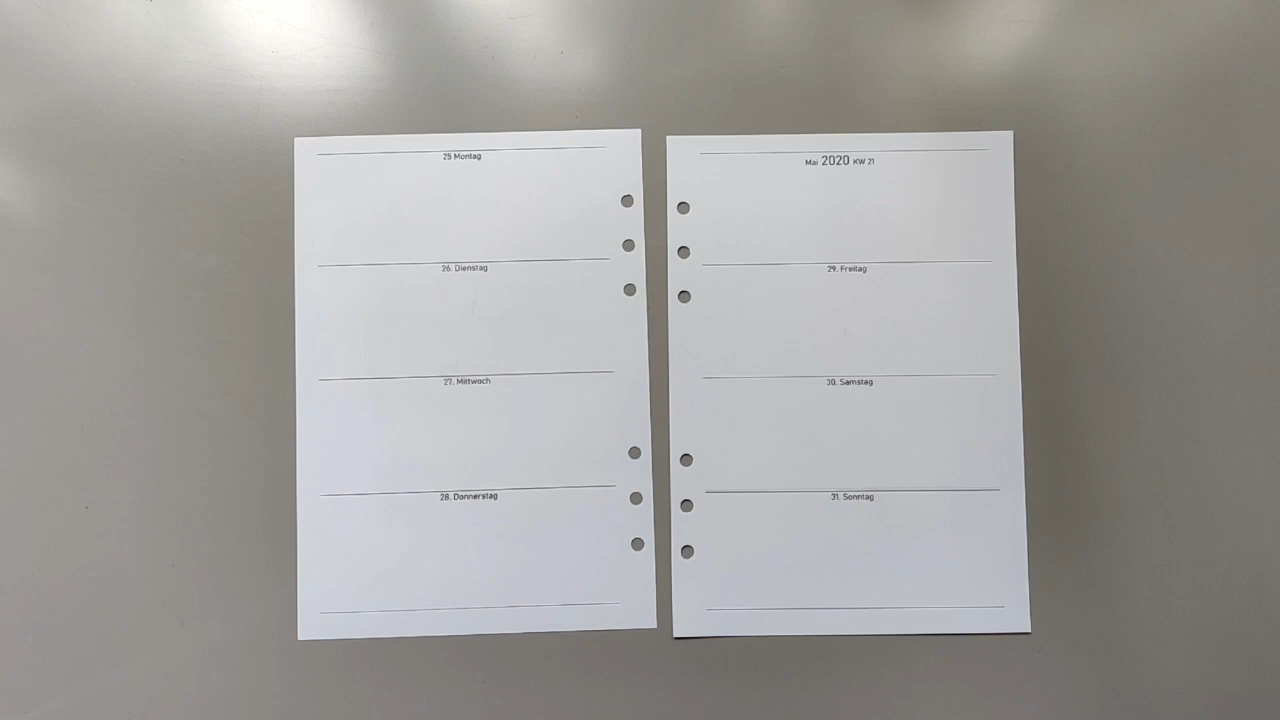 25 Montag
26. Dienstag
27. Mittwoch
28. Donnerstag
Mai 2020 KW 21
29. Freitag
30. Samstag
31. Sonntag